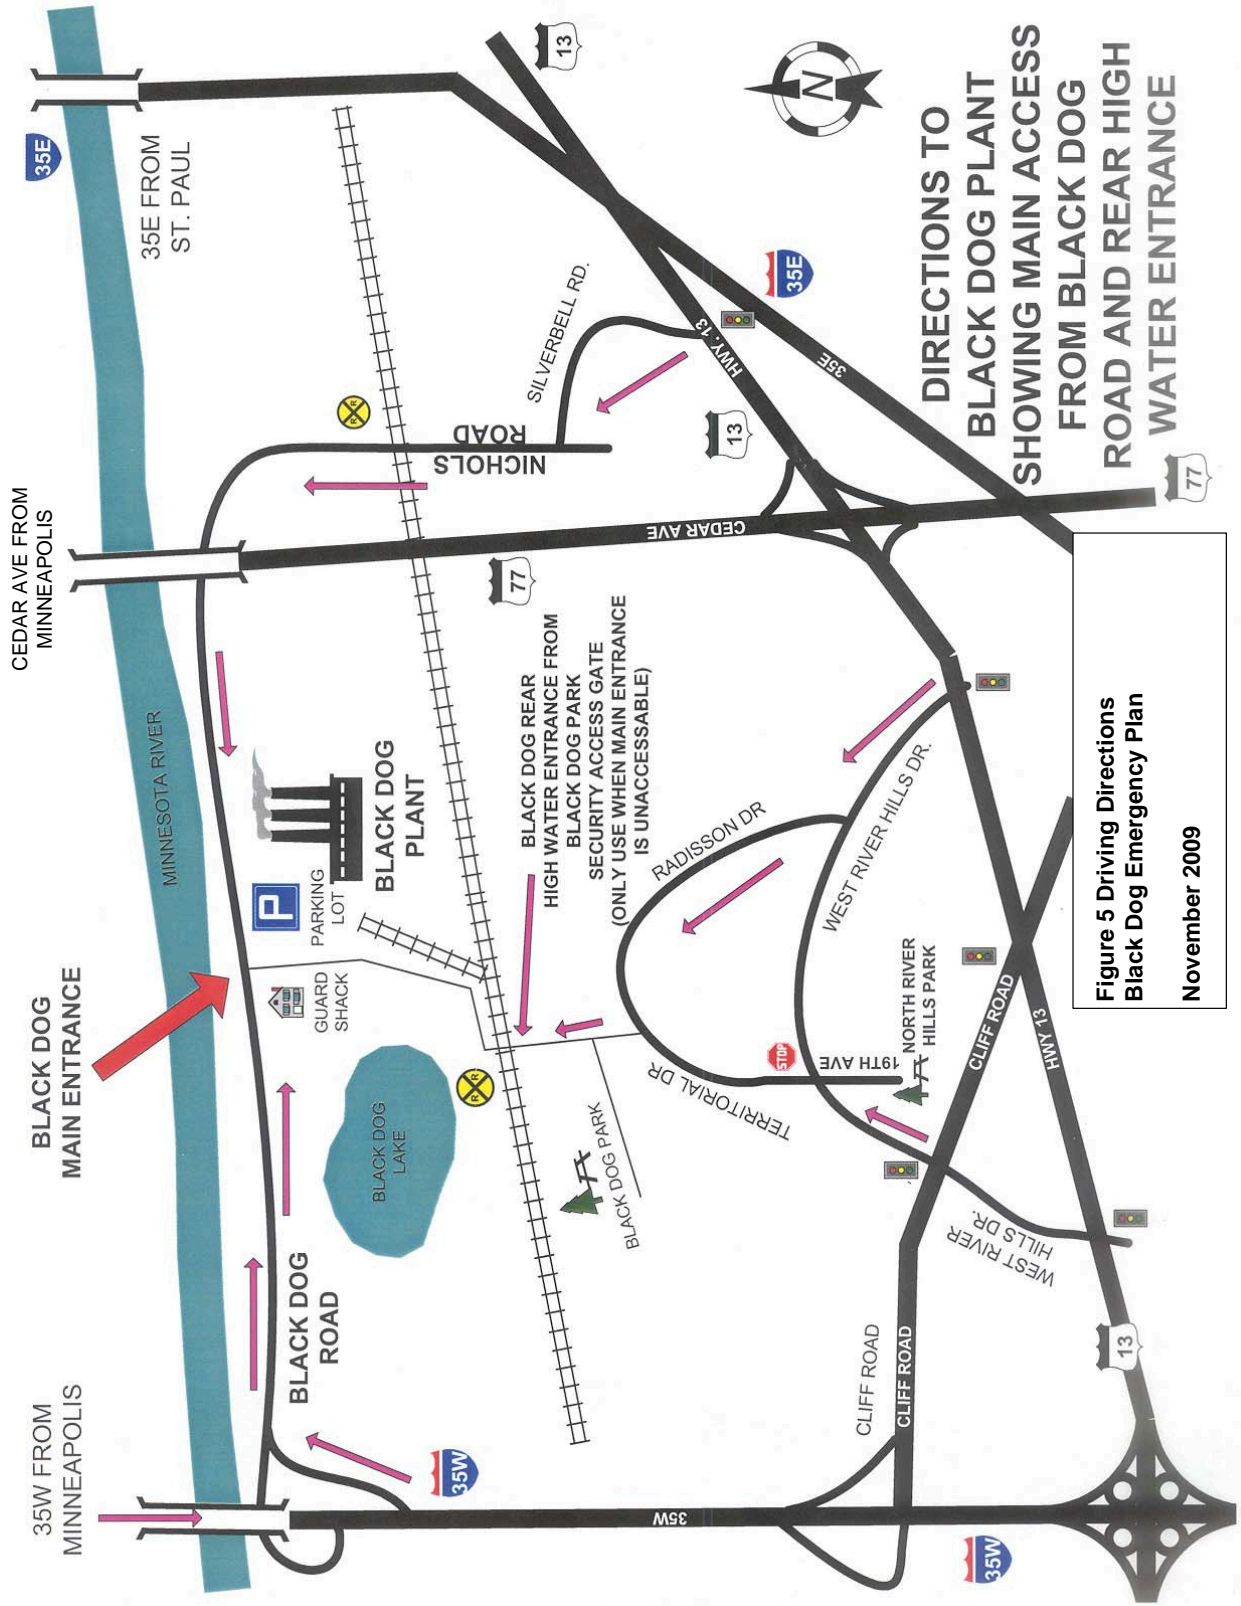 CEDAR AVE FROM
MINNEAPOLIS
35W FROM
MINNEAPOLIS
BLACK DOG
MAIN ENTRANCE
35E
35E FROM
ST. PAUL
13
N
MINNESOTA RIVER
BLACK DOG
ROAD
BLACK DOG
LAKE
GUARD
SHACK
P
PARKING
LOT
BLACK DOG
PLANT
R R
R R
NICHOLS
ROAD
SILVERBELL RD.
HWY. 13
35E
35E
13
CEDAR AVE
77
77
BLACK DOG REAR
HIGH WATER ENTRANCE FROM
BLACK DOG PARK
SECURITY ACCESS GATE
(ONLY USE WHEN MAIN ENTRANCE
IS UNACCESSABLE)
RADISSON DR
WEST RIVER HILLS DR.
BLACK DOG PARK
TERRITORIAL DR
STOP
19TH AVE
NORTH RIVER
HILLS PARK
CLIFF ROAD
HWY 13
WEST RIVER
HILLS DR.
CLIFF ROAD
CLIFF ROAD
13
35W
35W
35W
DIRECTIONS TO
BLACK DOG PLANT
SHOWING MAIN ACCESS
FROM BLACK DOG
ROAD AND REAR HIGH
WATER ENTRANCE
Figure 5 Driving Directions
Black Dog Emergency Plan
November 2009